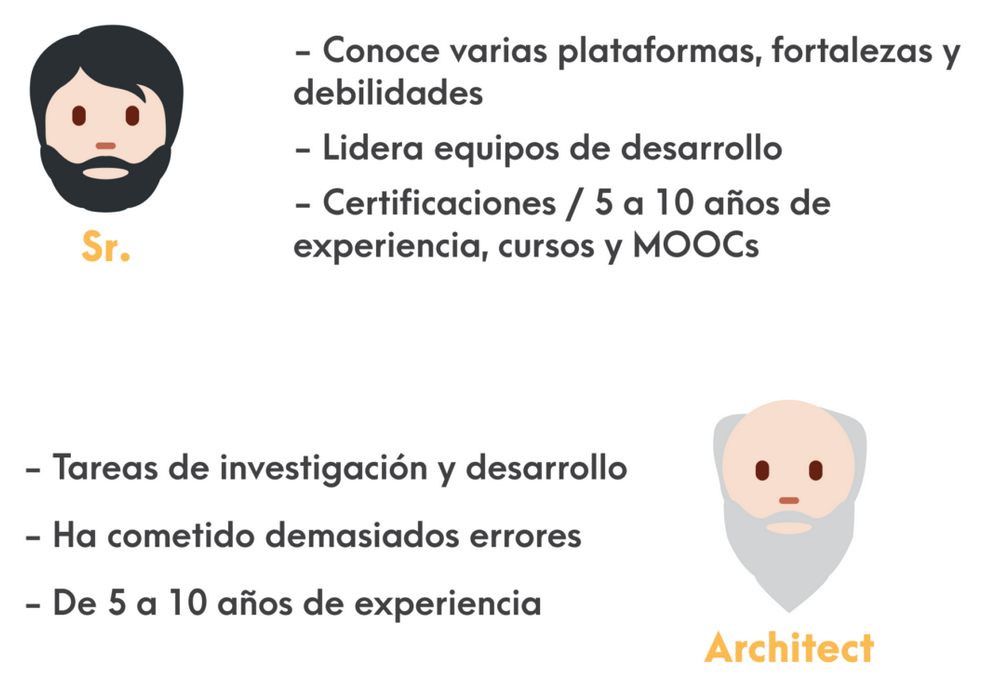 - Conoce varias plataformas, fortalezas y
debilidades
- Lidera equipos de desarrollo
- Certificaciones / 5 a 10 años de
experiencia, cursos y MOOCs
Sr.
- Tareas de investigación y desarrollo
- Ha cometido demasiados errores
- De 5 a 10 años de experiencia
Architect